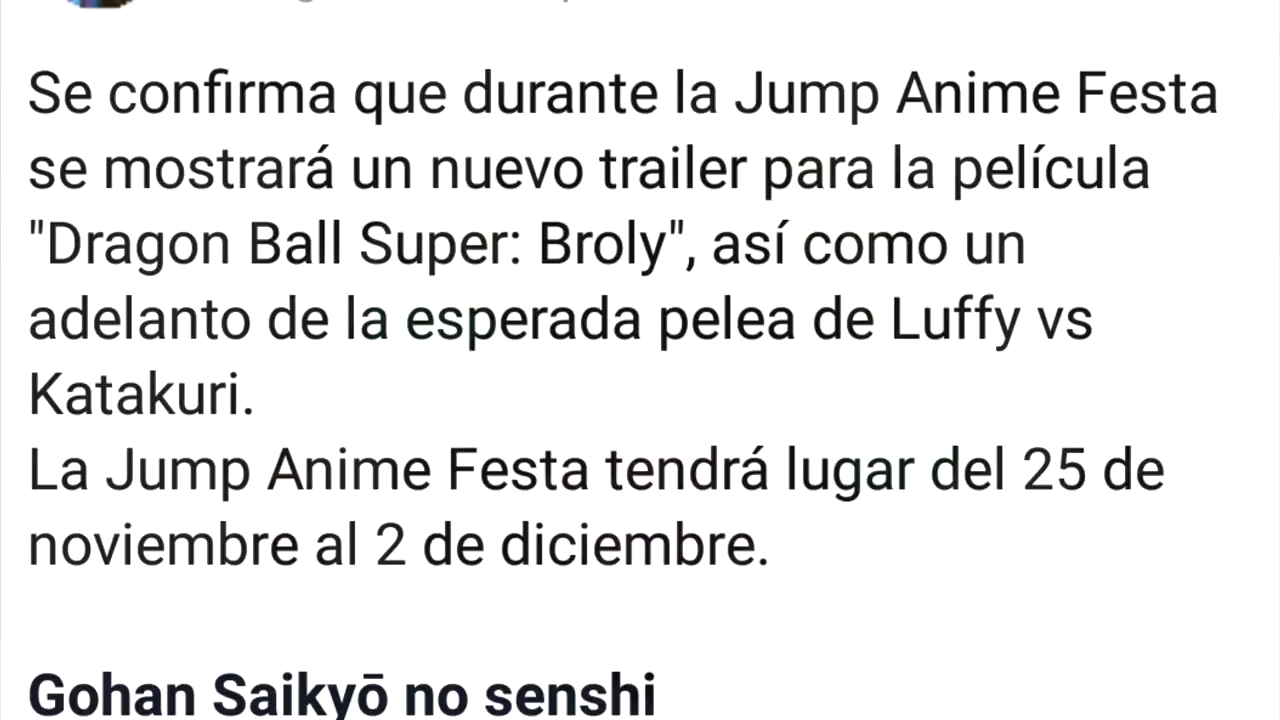 Se confirma que durante la Jump Anime Festa
se mostrará un nuevo trailer para la película
"Dragon Ball Super: Broly", así como un
adelanto de la esperada pelea de Luffy vs
Katakuri.
La Jump Anime Festa tendrá lugar del 25 de
noviembre al 2 de diciembre.
Gohan Saikyō no senshi